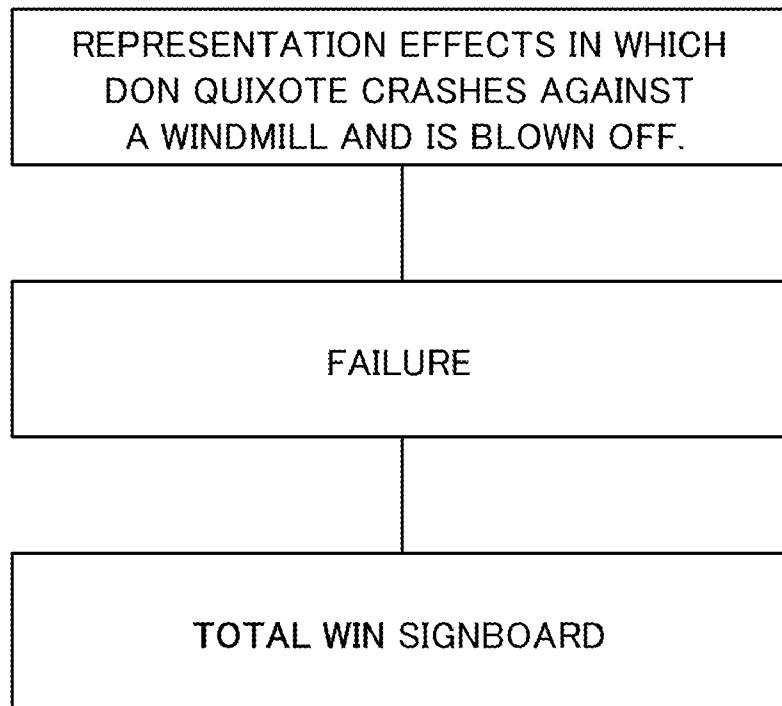 REPRESENTATION EFFECTS IN WHICH
DON QUIXOTE CRASHES AGAINST
A WINDMILL AND IS BLOWN OFF.
FAILURE
TOTAL WIN SIGNBOARD